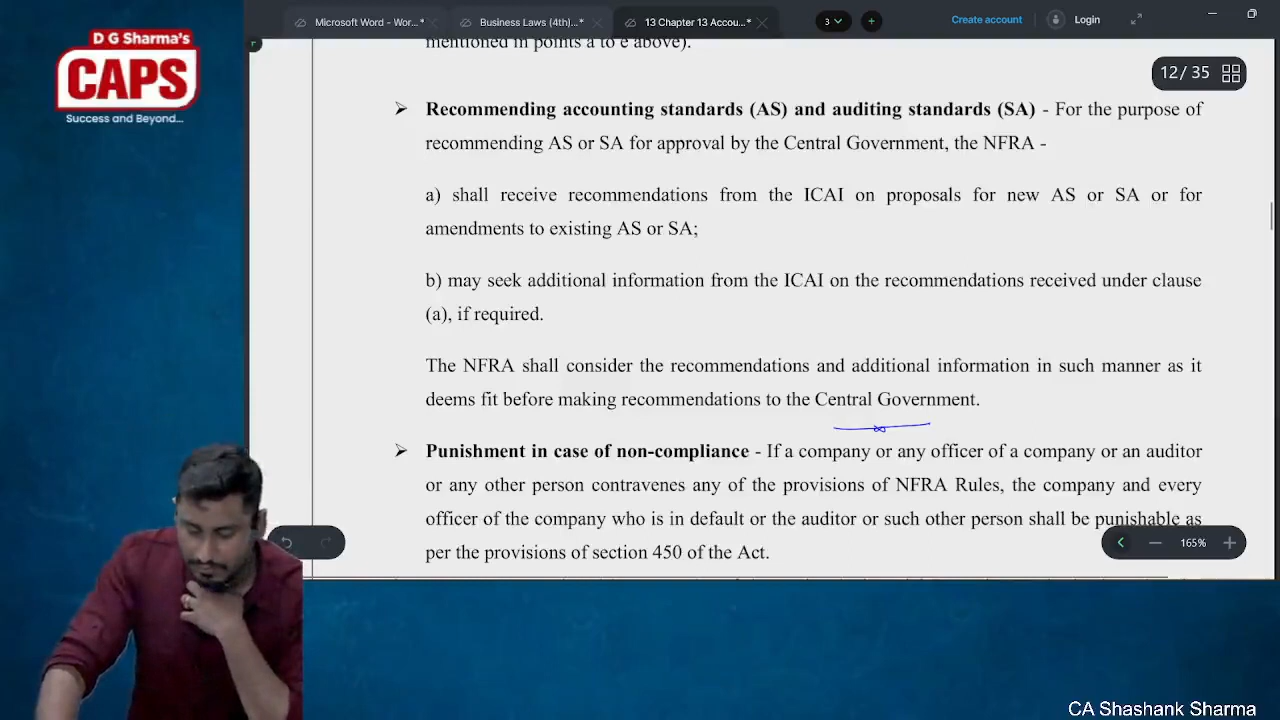 Microsoft Word - Wor...*
Business Laws (4th)...*
13 Chapter 13 Accou...*
3
Create account
Login
D G Sharma's
CAPS
Success and Beyond...
12/ 35
mentioned in points a to e above).
➢ Recommending accounting standards (AS) and auditing standards (SA) - For the purpose of
recommending AS or SA for approval by the Central Government, the NFRA -
a) shall receive recommendations from the ICAI on proposals for new AS or SA or for
amendments to existing AS or SA;
b) may seek additional information from the ICAI on the recommendations received under clause
(a), if required.
The NFRA shall consider the recommendations and additional information in such manner as it
deems fit before making recommendations to the Central Government.
➢ Punishment in case of non-compliance - If a company or any officer of a company or an auditor
or any other person contravenes any of the provisions of NFRA Rules, the company and every
officer of the company who is in default or the auditor or such other person shall be punishable as
per the provisions of section 450 of the Act.
165%
CA Shashank Sharma